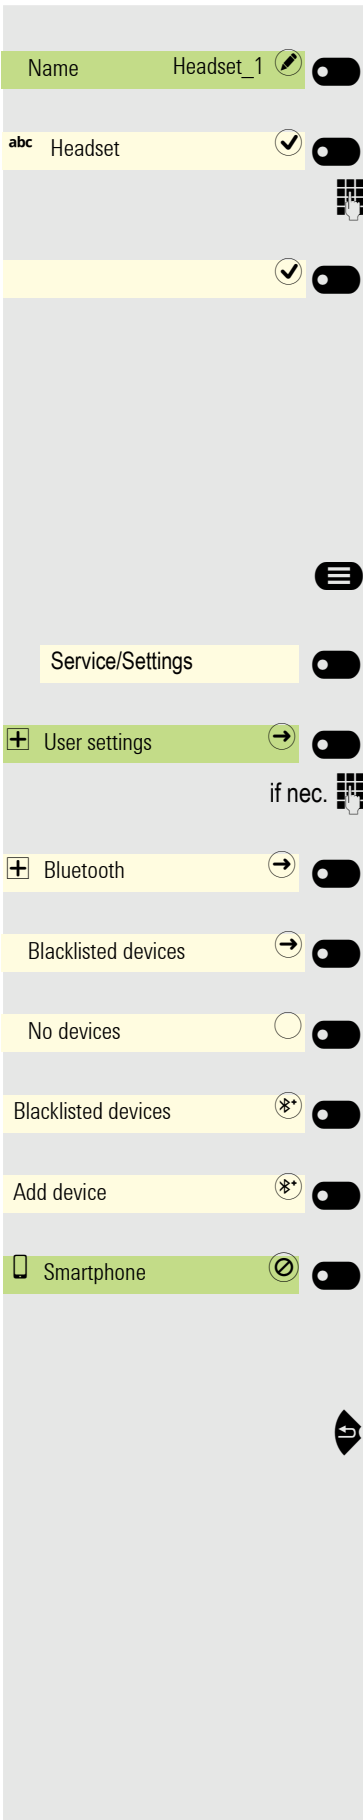 Name Headset_1
abc Headset
Service/Settings
User settings
if nec.
Bluetooth
Blacklisted devices
No devices
Blacklisted devices
Add device
Smartphone